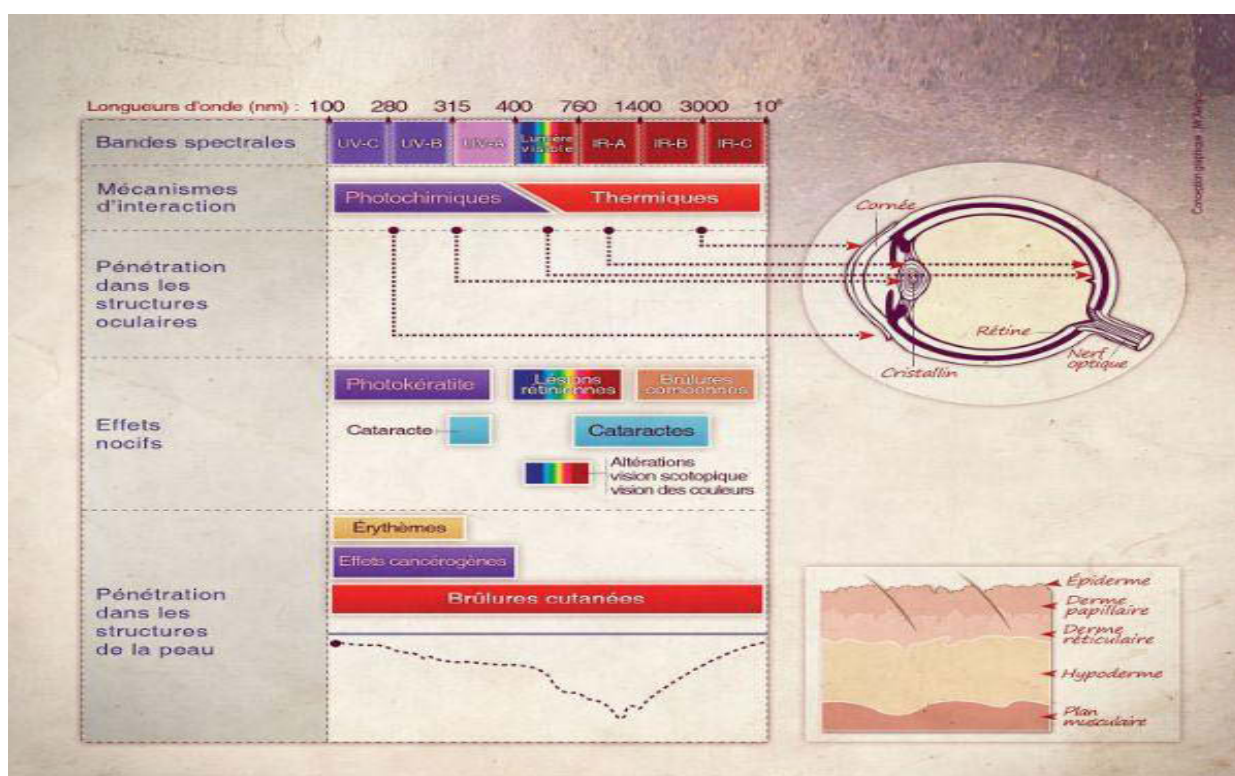 Longueurs d'onde (nm) : 100 280 315 400 760 1400 3000 10⁶
Bandes spectrales
UV-C UV-B UV-A Lumière visible IR-A IR-B IR-C
Mécanismes
d'interaction
Photochimiques Thermiques
Pénétration
dans les
structures
oculaires
Cornée
Rétine
Nerf
optique
Cristallin
Effets
nocifs
Photokératite
Lésions
rétiniennes
Brûlures
cornéennes
Cataracte
Cataractes
Altérations
vision scotopique
vision des couleurs
Pénétration
dans les
structures
de la peau
Érythèmes
Effets cancérogènes
Brûlures cutanées
Épiderme
Derme
papillaire
Derme
réticulaire
Hypoderme
Plan
musculaire
Conception graphique :